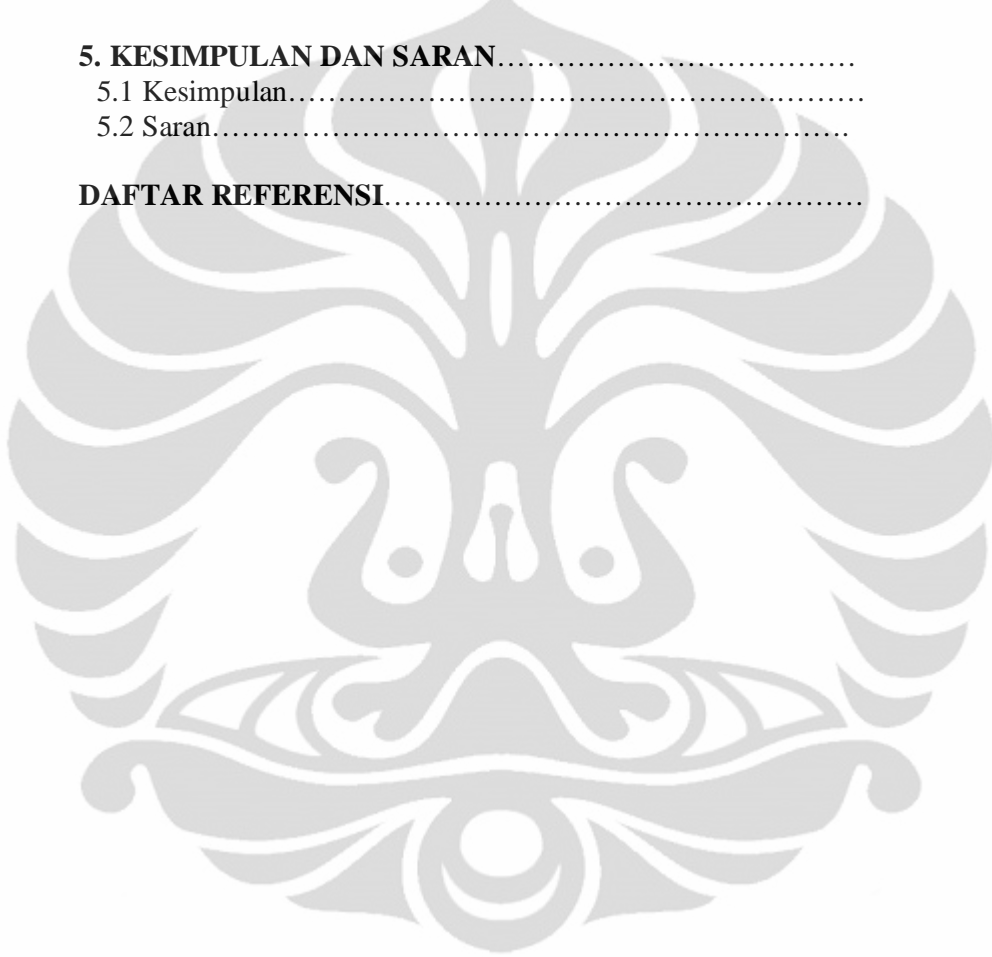 5. KESIMPULAN DAN SARAN………………………………
5.1 Kesimpulan…………………………………………………
5.2 Saran……………………………………………………….
DAFTAR REFERENSI…………………………………………